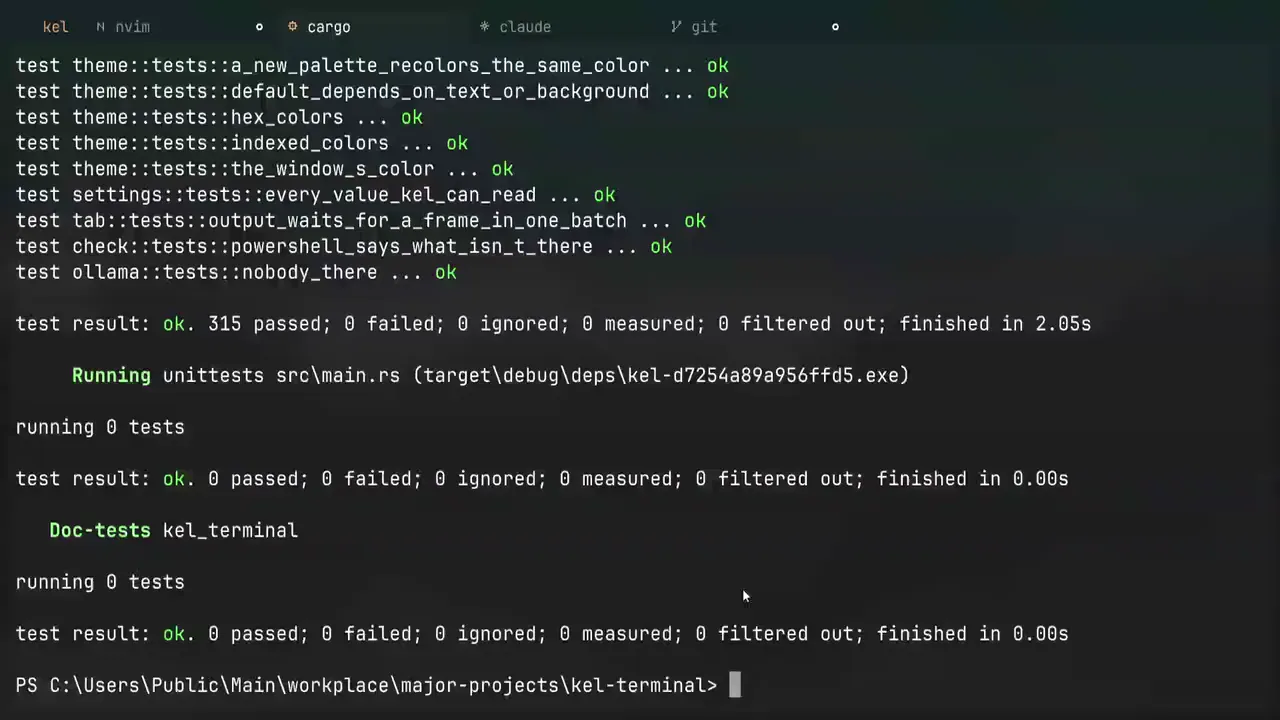 kel nvim cargo claude git
test theme::tests::a_new_palette_recolors_the_same_color ... ok
test theme::tests::default_depends_on_text_or_background ... ok
test theme::tests::hex_colors ... ok
test theme::tests::indexed_colors ... ok
test theme::tests::the_window_s_color ... ok
test settings::tests::every_value_kel_can_read ... ok
test tab::tests::output_waits_for_a_frame_in_one_batch ... ok
test check::tests::powershell_says_what_isn_t_there ... ok
test ollama::tests::nobody_there ... ok
test result: ok. 315 passed; 0 failed; 0 ignored; 0 measured; 0 filtered out; finished in 2.05s
Running unittests src\main.rs (target\debug\deps\kel-d7254a89a956ffd5.exe)
running 0 tests
test result: ok. 0 passed; 0 failed; 0 ignored; 0 measured; 0 filtered out; finished in 0.00s
Doc-tests kel_terminal
running 0 tests
test result: ok. 0 passed; 0 failed; 0 ignored; 0 measured; 0 filtered out; finished in 0.00s
PS C:\Users\Public\Main\workplace\major-projects\kel-terminal>